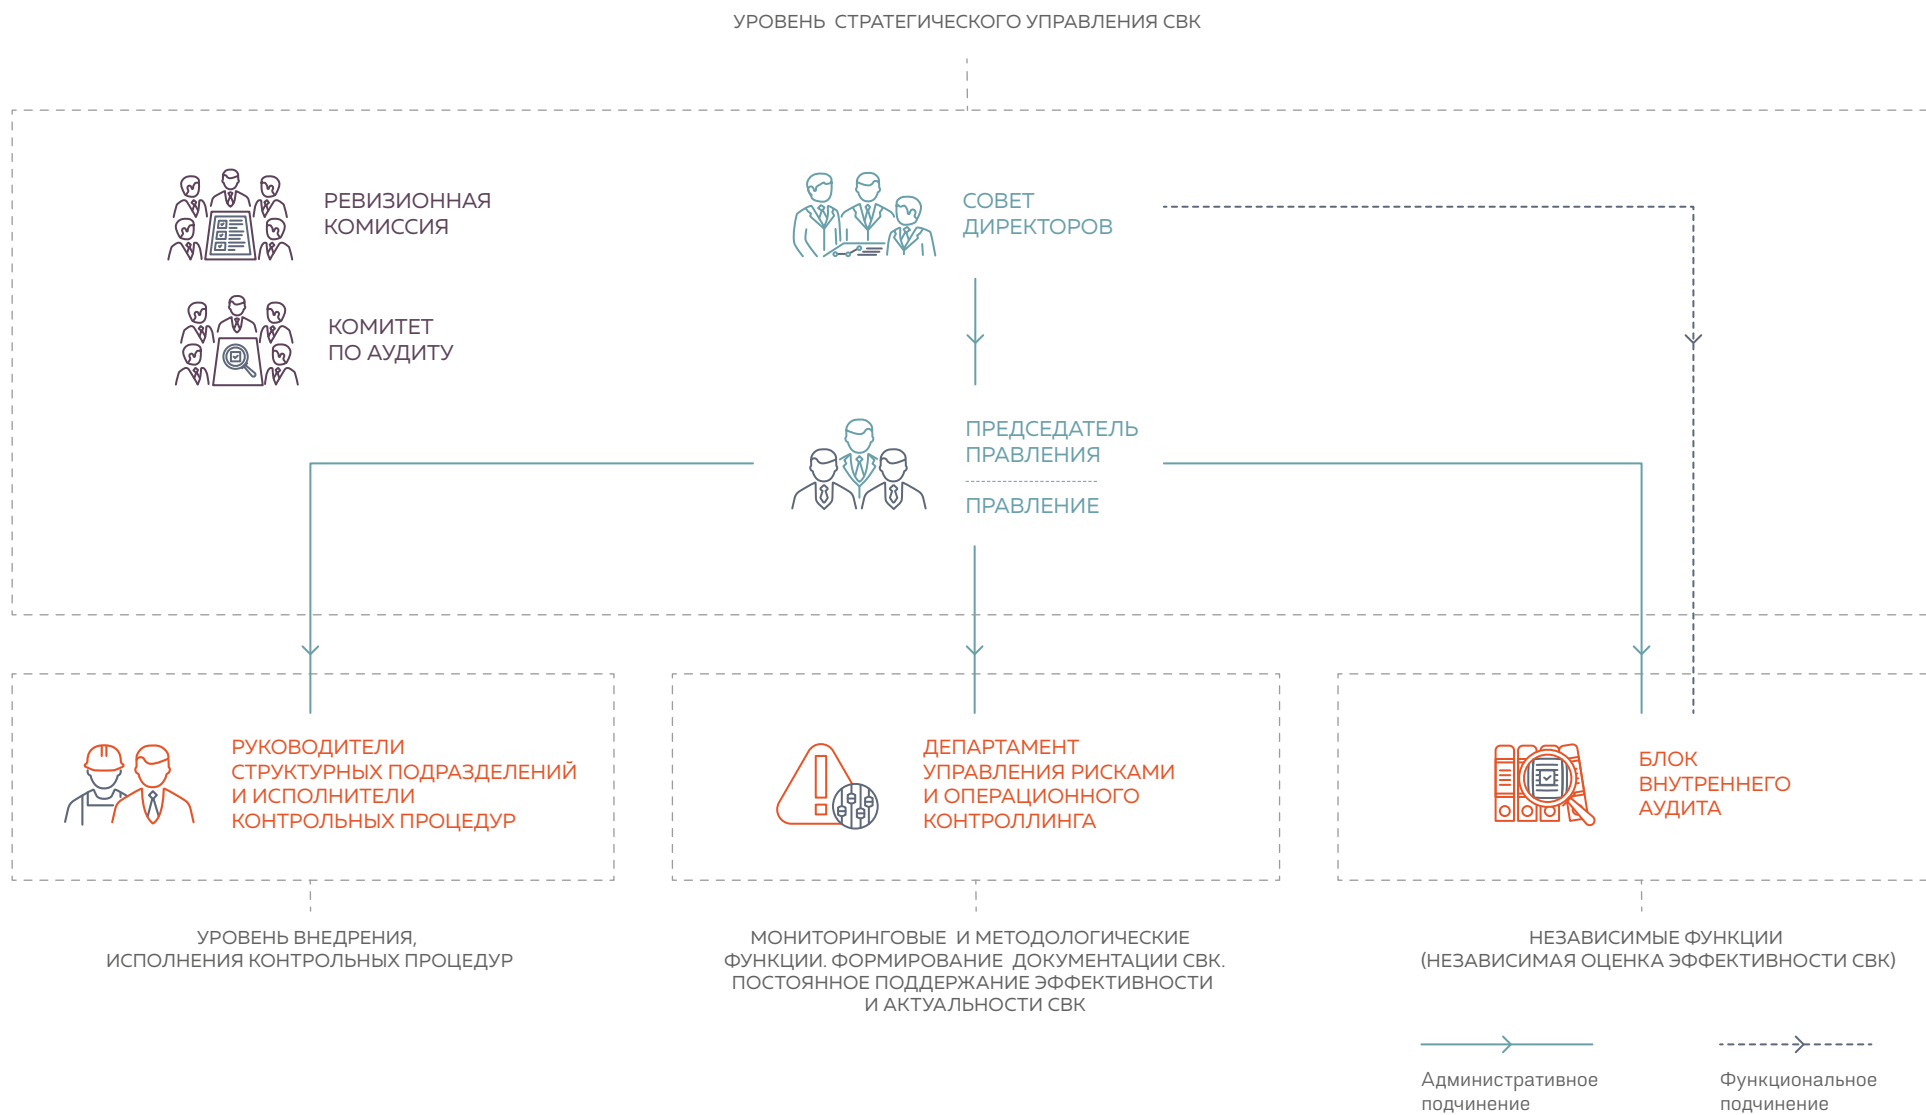 УРОВЕНЬ СТРАТЕГИЧЕСКОГО УПРАВЛЕНИЯ СВК
РЕВИЗИОННАЯ
КОМИССИЯ
СОВЕТ
ДИРЕКТОРОВ
КОМИТЕТ
ПО АУДИТУ
ПРЕДСЕДАТЕЛЬ
ПРАВЛЕНИЯ
ПРАВЛЕНИЕ
РУКОВОДИТЕЛИ
СТРУКТУРНЫХ ПОДРАЗДЕЛЕНИЙ
И ИСПОЛНИТЕЛИ
КОНТРОЛЬНЫХ ПРОЦЕДУР
ДЕПАРТАМЕНТ
УПРАВЛЕНИЯ РИСКАМИ
И ОПЕРАЦИОННОГО
КОНТРОЛЛИНГА
БЛОК
ВНУТРЕННЕГО
АУДИТА
УРОВЕНЬ ВНЕДРЕНИЯ,
ИСПОЛНЕНИЯ КОНТРОЛЬНЫХ ПРОЦЕДУР
МОНИТОРИНГОВЫЕ И МЕТОДОЛОГИЧЕСКИЕ
ФУНКЦИИ. ФОРМИРОВАНИЕ ДОКУМЕНТАЦИИ СВК.
ПОСТОЯННОЕ ПОДДЕРЖАНИЕ ЭФФЕКТИВНОСТИ
И АКТУАЛЬНОСТИ СВК
НЕЗАВИСИМЫЕ ФУНКЦИИ
(НЕЗАВИСИМАЯ ОЦЕНКА ЭФФЕКТИВНОСТИ СВК)
Административное
подчинение
Функциональное
подчинение